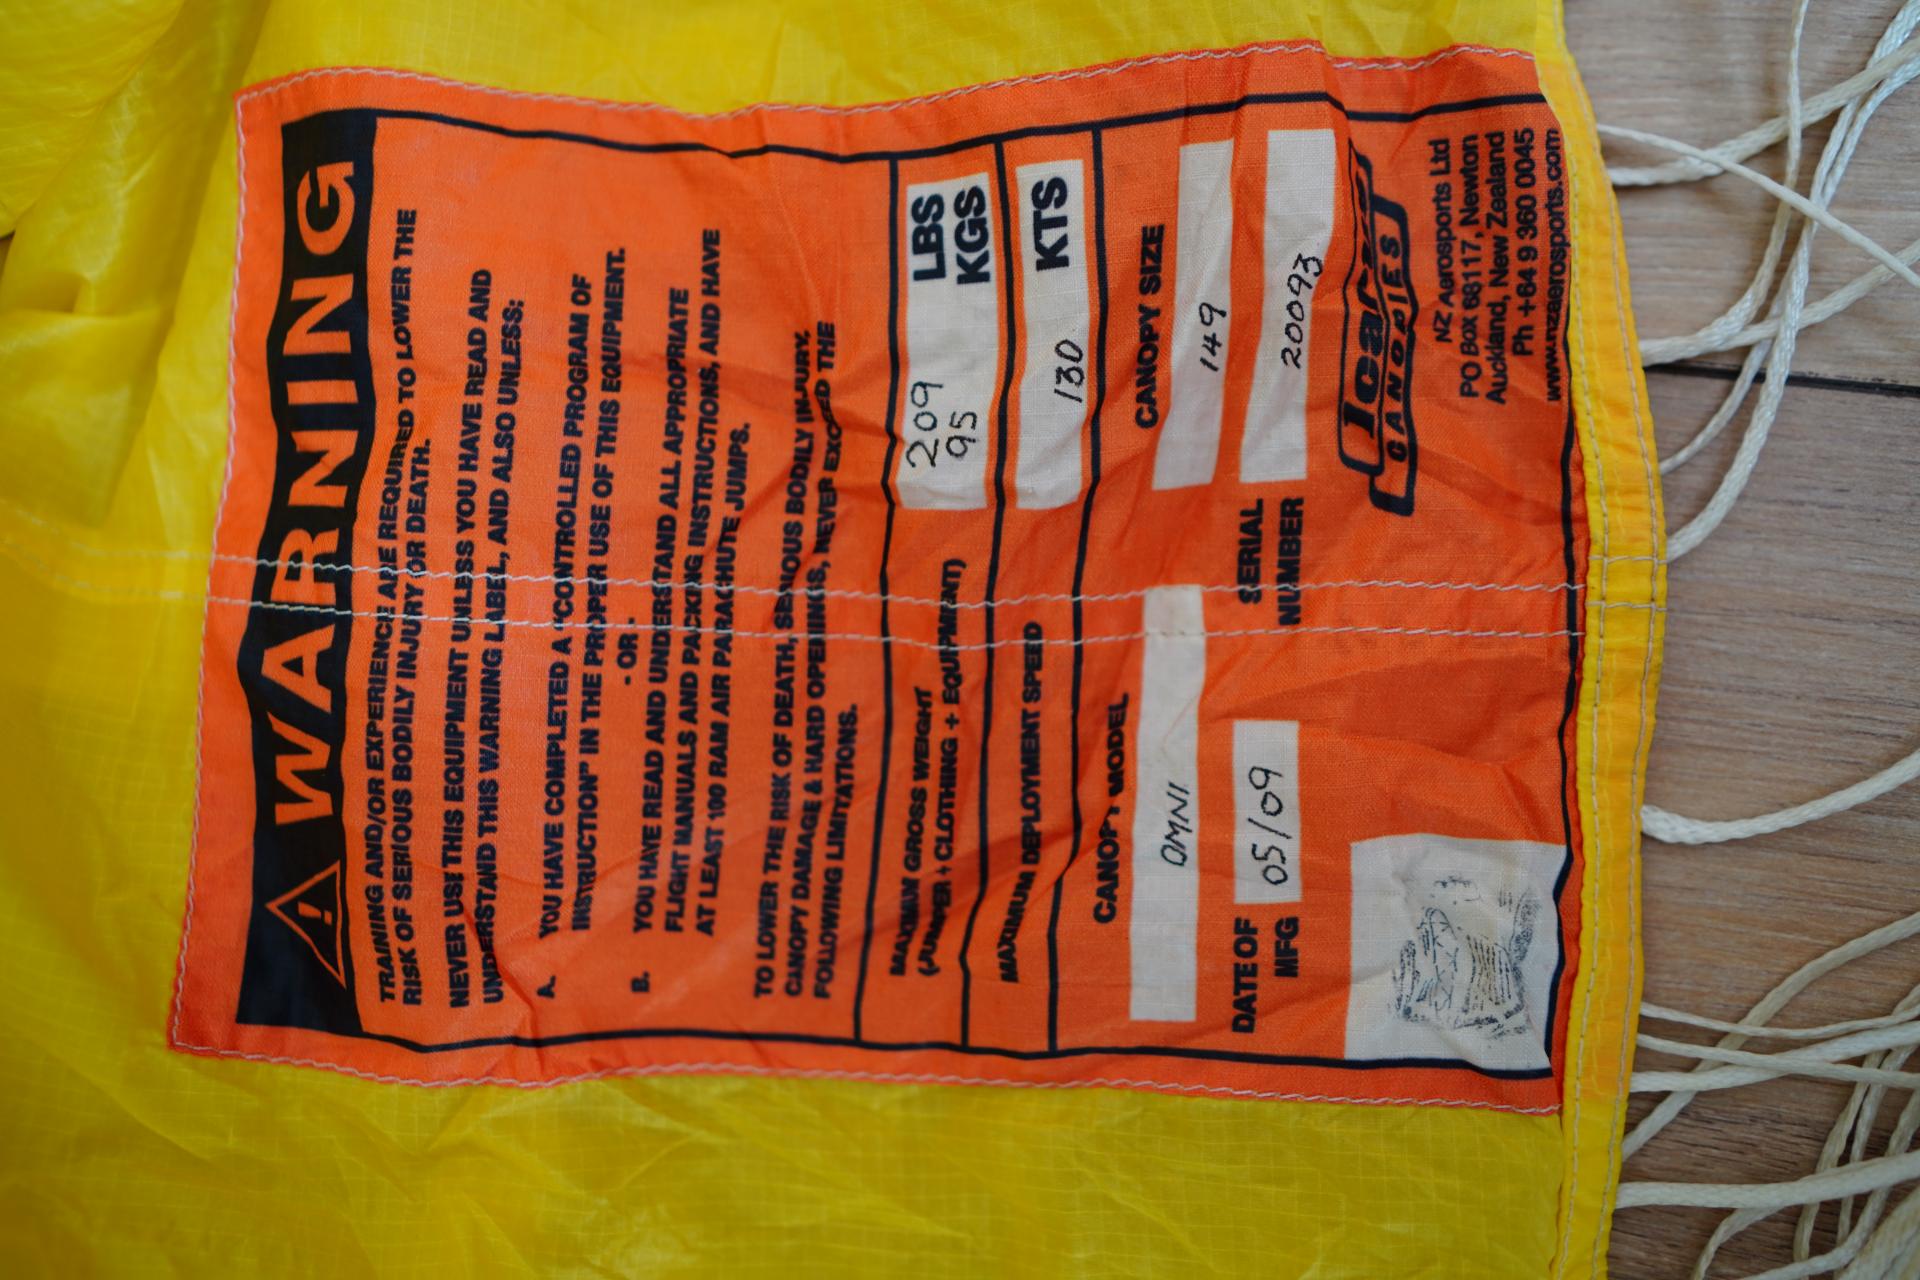 WARNING
TRAINING AND/OR EXPERIENCE ARE REQUIRED TO LOWER THE
RISK OF SERIOUS BODILY INJURY OR DEATH.
NEVER USE THIS EQUIPMENT UNLESS YOU HAVE READ AND
UNDERSTAND THIS WARNING LABEL, AND ALSO UNLESS:
A. YOU HAVE COMPLETED A "CONTROLLED PROGRAM OF
INSTRUCTION" IN THE PROPER USE OF THIS EQUIPMENT.
- OR -
B. YOU HAVE READ AND UNDERSTAND ALL APPROPRIATE
FLIGHT MANUALS AND PACKING INSTRUCTIONS, AND HAVE
AT LEAST 100 RAM AIR PARACHUTE JUMPS.
TO LOWER THE RISK OF DEATH, SERIOUS BODILY INJURY,
CANOPY DAMAGE & HARD OPENINGS, NEVER EXCEED THE
FOLLOWING LIMITATIONS.
MAXIMUM GROSS WEIGHT 209 LBS
(JUMPER + CLOTHING + EQUIPMENT) 95 KGS
MAXIMUM DEPLOYMENT SPEED 130 KTS
CANOPY MODEL CANOPY SIZE
OMNI 149
DATE OF 05/09 SERIAL 20093
MFG NUMBER
Icarus
CANOPIES
NZ Aerosports Ltd
PO Box 68117, Newton
Auckland, New Zealand
Ph +64 9 360 0045
www.nzaerosports.com